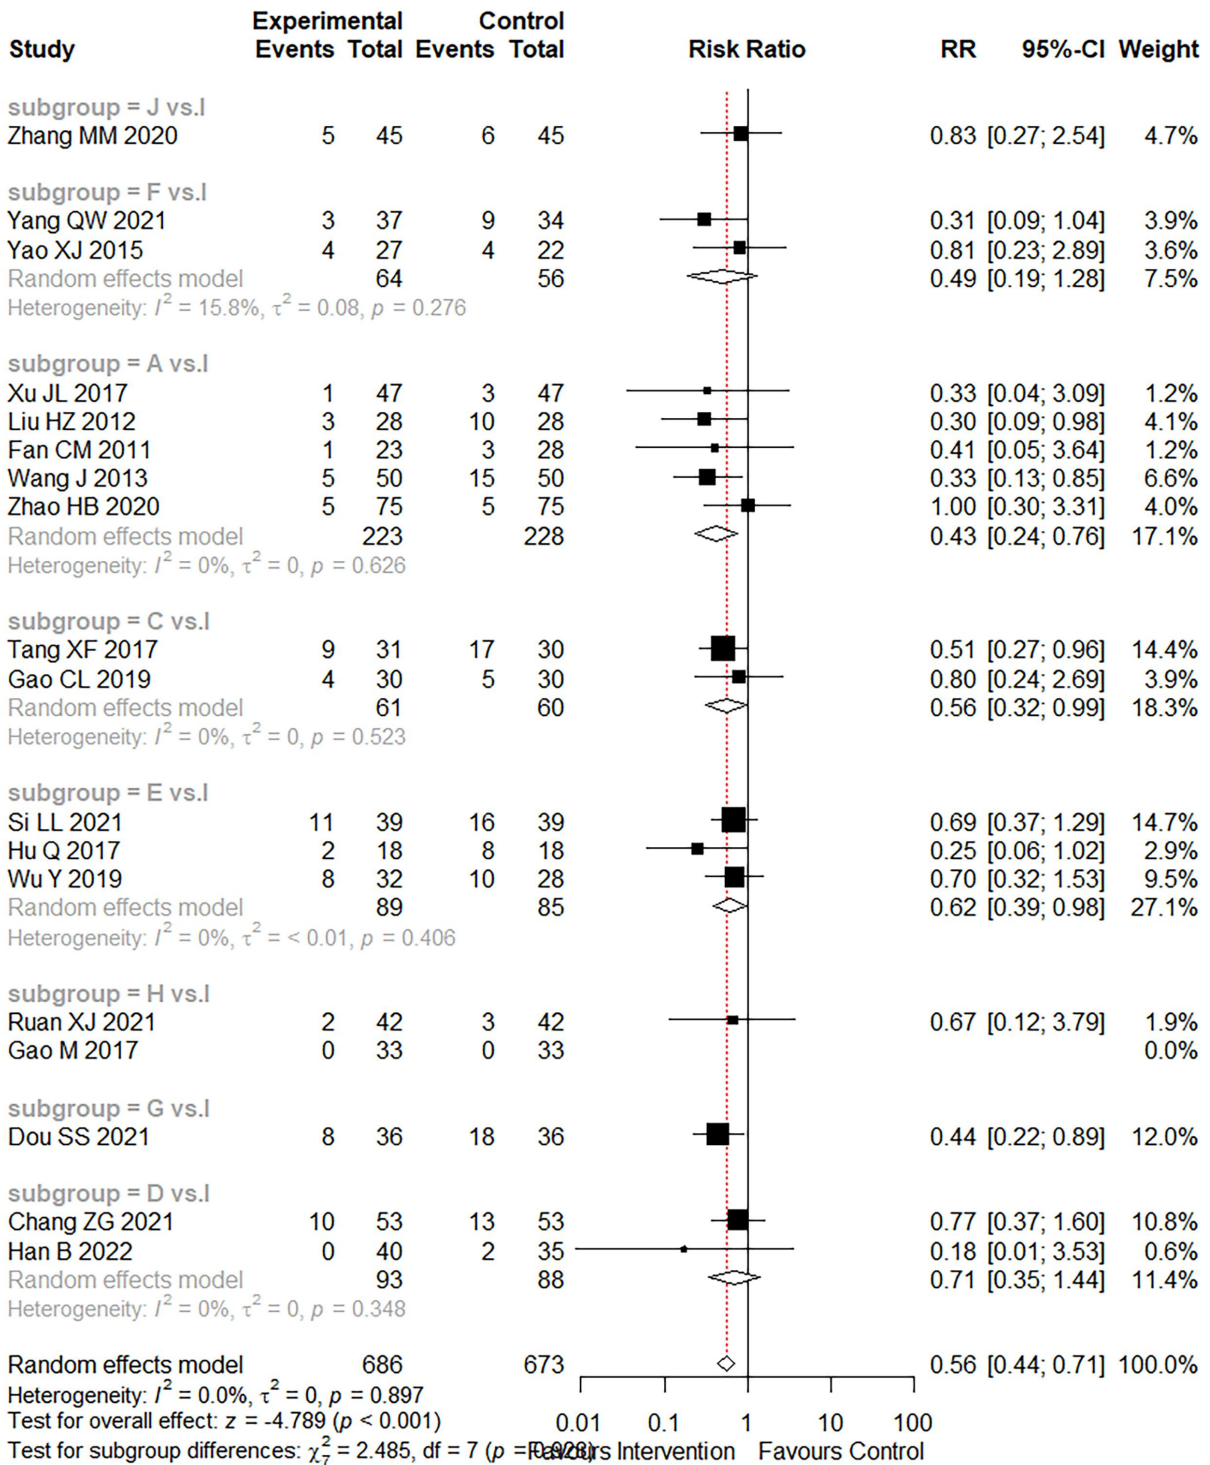 Experimental Control
Study Events Total Events Total Risk Ratio RR 95%-CI Weight
subgroup = J vs.I
Zhang MM 2020 5 45 6 45 0.83 [0.27; 2.54] 4.7%
subgroup = F vs.I
Yang QW 2021 3 37 9 34 0.31 [0.09; 1.04] 3.9%
Yao XJ 2015 4 27 4 22 0.81 [0.23; 2.89] 3.6%
Random effects model 64 56 0.49 [0.19; 1.28] 7.5%
Heterogeneity: I² = 15.8%, τ² = 0.08, p = 0.276
subgroup = A vs.I
Xu JL 2017 1 47 3 47 0.33 [0.04; 3.09] 1.2%
Liu HZ 2012 3 28 10 28 0.30 [0.09; 0.98] 4.1%
Fan CM 2011 1 23 3 28 0.41 [0.05; 3.64] 1.2%
Wang J 2013 5 50 15 50 0.33 [0.13; 0.85] 6.6%
Zhao HB 2020 5 75 5 75 1.00 [0.30; 3.31] 4.0%
Random effects model 223 228 0.43 [0.24; 0.76] 17.1%
Heterogeneity: I² = 0%, τ² = 0, p = 0.626
subgroup = C vs.I
Tang XF 2017 9 31 17 30 0.51 [0.27; 0.96] 14.4%
Gao CL 2019 4 30 5 30 0.80 [0.24; 2.69] 3.9%
Random effects model 61 60 0.56 [0.32; 0.99] 18.3%
Heterogeneity: I² = 0%, τ² = 0, p = 0.523
subgroup = E vs.I
Si LL 2021 11 39 16 39 0.69 [0.37; 1.29] 14.7%
Hu Q 2017 2 18 8 18 0.25 [0.06; 1.02] 2.9%
Wu Y 2019 8 32 10 28 0.70 [0.32; 1.53] 9.5%
Random effects model 89 85 0.62 [0.39; 0.98] 27.1%
Heterogeneity: I² = 0%, τ² = < 0.01, p = 0.406
subgroup = H vs.I
Ruan XJ 2021 2 42 3 42 0.67 [0.12; 3.79] 1.9%
Gao M 2017 0 33 0 33 0.0%
subgroup = G vs.I
Dou SS 2021 8 36 18 36 0.44 [0.22; 0.89] 12.0%
subgroup = D vs.I
Chang ZG 2021 10 53 13 53 0.77 [0.37; 1.60] 10.8%
Han B 2022 0 40 2 35 0.18 [0.01; 3.53] 0.6%
Random effects model 93 88 0.71 [0.35; 1.44] 11.4%
Heterogeneity: I² = 0%, τ² = 0, p = 0.348
Random effects model 686 673 0.56 [0.44; 0.71] 100.0%
Heterogeneity: I² = 0.0%, τ² = 0, p = 0.897
Test for overall effect: z = -4.789 (p < 0.001)
0.01 0.1 1 10 100
Test for subgroup differences: χ²₇ = 2.485, df = 7 (p = Favours Intervention Favours Control